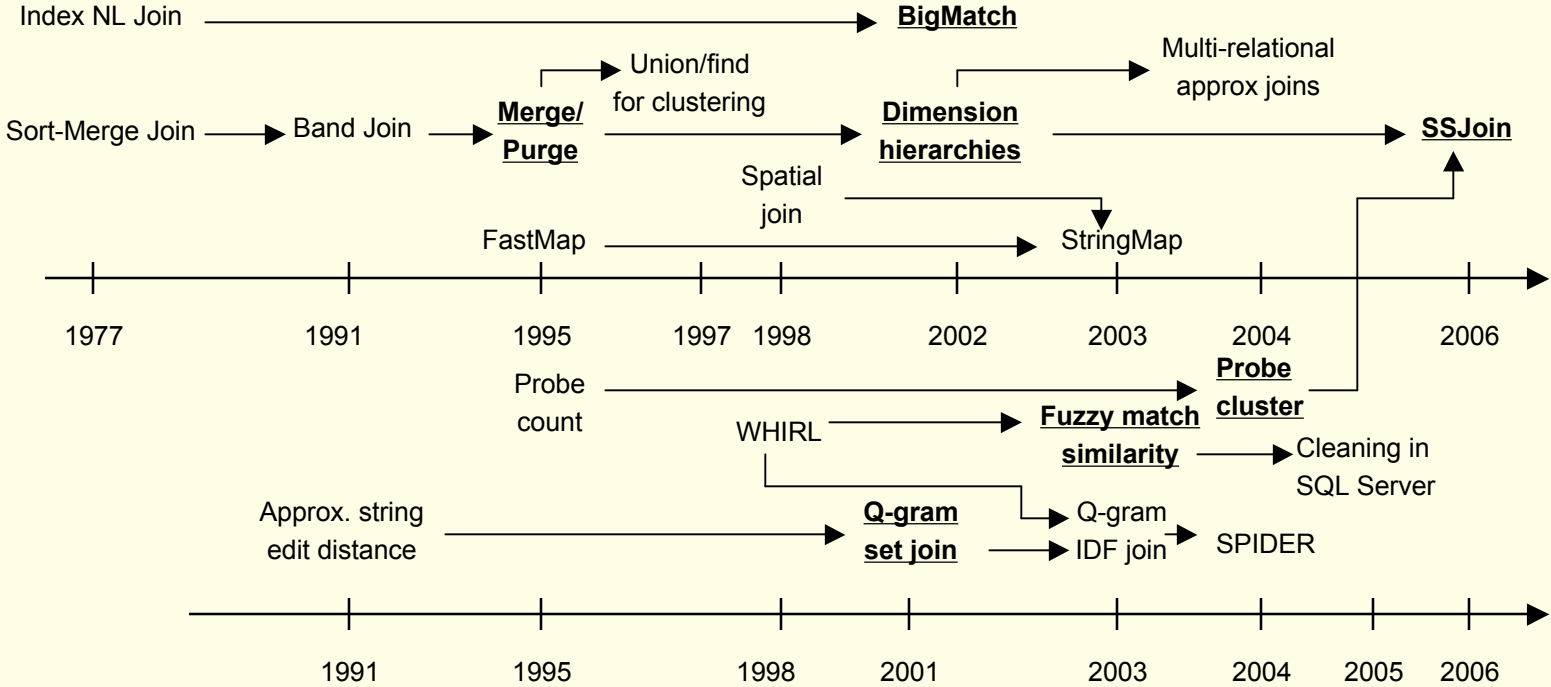 Index NL Join
BigMatch
Union/find
for clustering
Multi-relational
approx joins
Sort-Merge Join
Band Join
Merge/
Purge
Dimension
hierarchies
SSJoin
Spatial
join
FastMap
StringMap
1977
1991
1995
1997
1998
2002
2003
2004
2006
Probe
count
Probe
cluster
WHIRL
Fuzzy match
similarity
Cleaning in
SQL Server
Approx. string
edit distance
Q-gram
set join
Q-gram
IDF join
SPIDER
1991
1995
1998
2001
2003
2004
2005
2006